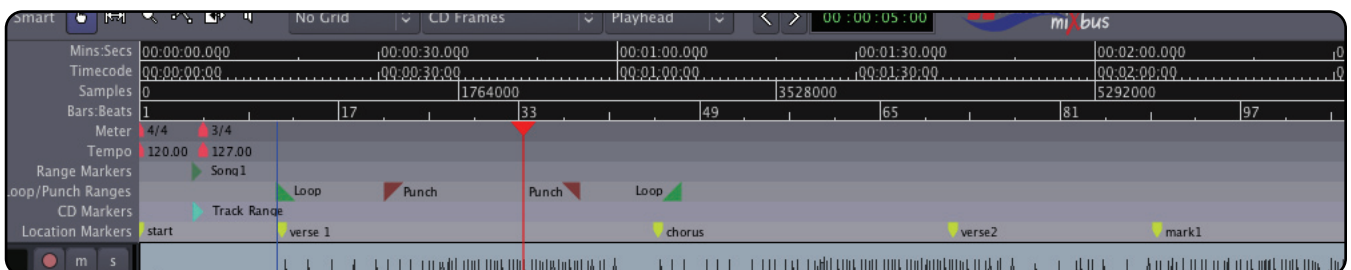 Smart No Grid CD Frames Playhead 00:00:05:00 mixbus
Mins:Secs 00:00:00.000 00:00:30.000 00:01:00.000 00:01:30.000 00:02:00.000 0
Timecode 00:00:00:00 00:00:30:00 00:01:00:00 00:01:30:00 00:02:00:00 0
Samples 0 1764000 3528000 5292000
Bars:Beats 1 17 33 49 65 81 97
Meter 4/4 3/4
Tempo 120.00 127.00
Range Markers Song1
oop/Punch Ranges Loop Punch Punch Loop
CD Markers Track Range
Location Markers start verse 1 chorus verse2 mark1
m s